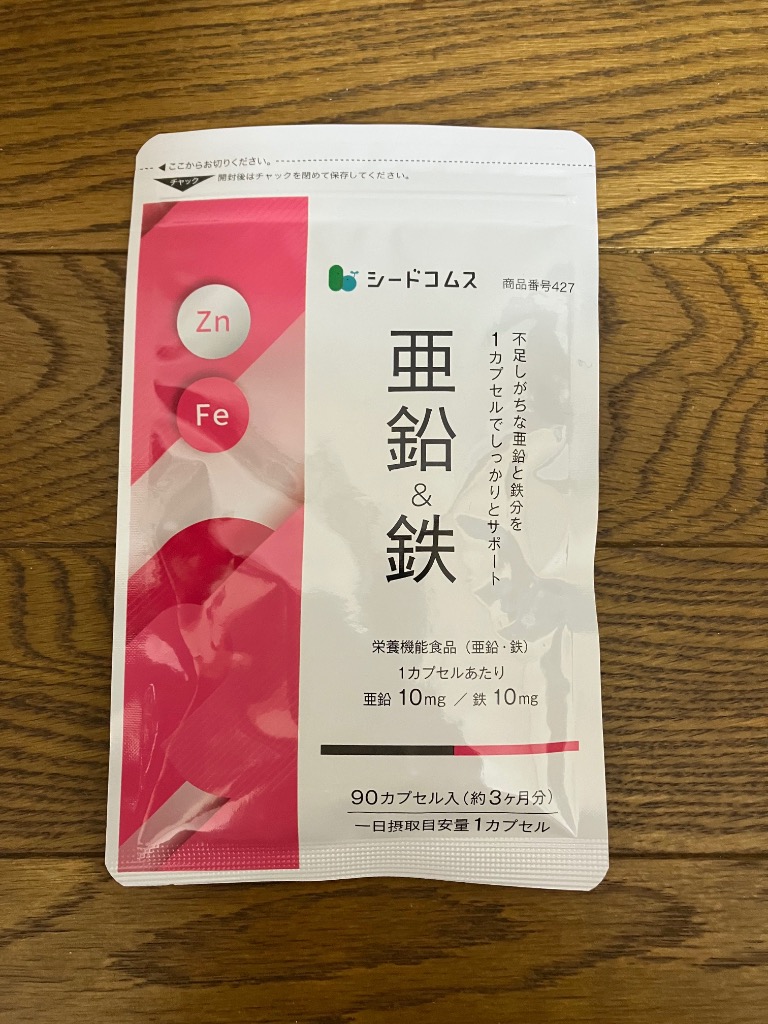 ◀ここからお切りください。
チャック
開封後はチャックを閉めて保存してください。
Zn
Fe
シードコムス
商品番号427
亜鉛&鉄
不足しがちな亜鉛と鉄分を
1カプセルでしっかりとサポート
栄養機能食品（亜鉛・鉄）
1カプセルあたり
亜鉛 10mg ／ 鉄 10mg
90カプセル入（約3ヶ月分）
一日摂取目安量1カプセル